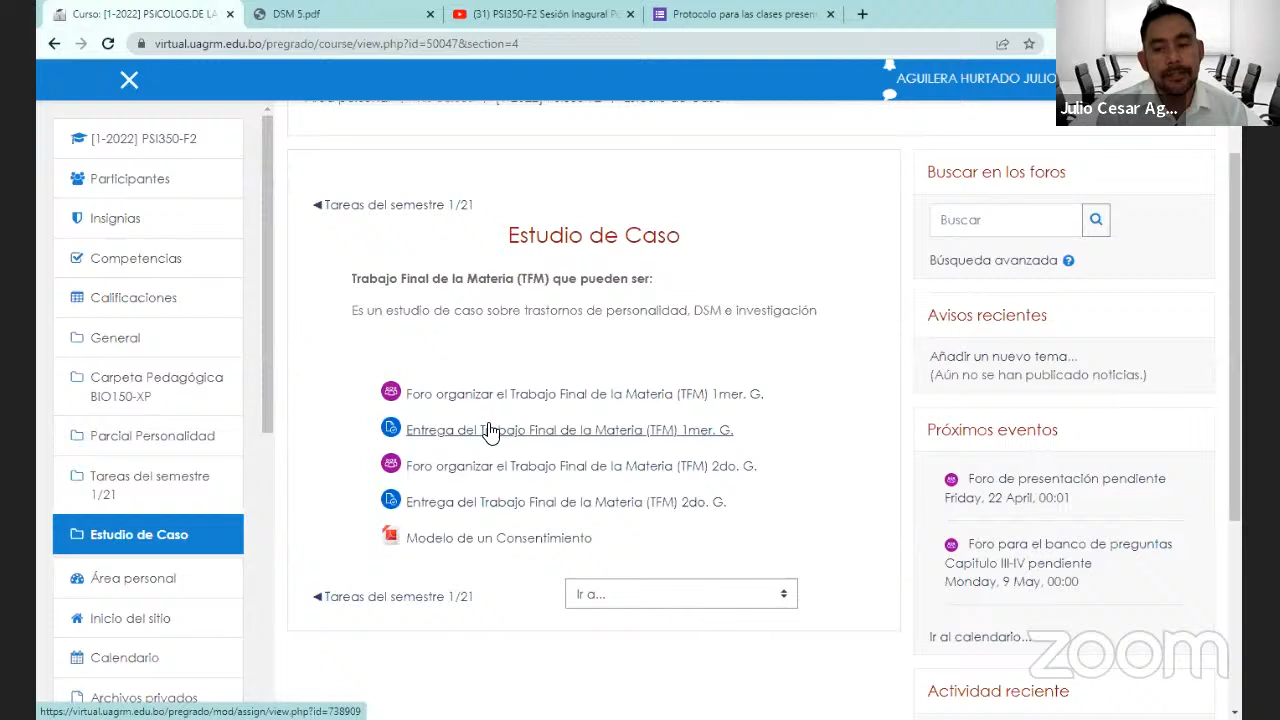 Curso: [1-2022] PSICOLOG.DE LA
DSM 5.pdf
(31) PSI350-F2 Sesión Inagural Po
Protocolo para las clases presen
virtual.uagrm.edu.bo/pregrado/course/view.php?id=50047&section=4
AGUILERA HURTADO JULIO
Julio Cesar Ag...
[1-2022] PSI350-F2
Participantes
Insignias
Competencias
Calificaciones
General
Carpeta Pedagógica
BIO150-XP
Parcial Personalidad
Tareas del semestre
1/21
Estudio de Caso
Área personal
Inicio del sitio
Calendario
Archivos privados
Tareas del semestre 1/21
Estudio de Caso
Trabajo Final de la Materia (TFM) que pueden ser:
Es un estudio de caso sobre trastornos de personalidad, DSM e investigación
Foro organizar el Trabajo Final de la Materia (TFM) 1mer. G.
Entrega del Trabajo Final de la Materia (TFM) 1mer. G.
Foro organizar el Trabajo Final de la Materia (TFM) 2do. G.
Entrega del Trabajo Final de la Materia (TFM) 2do. G.
Modelo de un Consentimiento
Tareas del semestre 1/21
Ir a...
Buscar en los foros
Buscar
Búsqueda avanzada
Avisos recientes
Añadir un nuevo tema...
(Aún no se han publicado noticias.)
Próximos eventos
Foro de presentación pendiente
Friday, 22 April, 00:01
Foro para el banco de preguntas
Capitulo III-IV pendiente
Monday, 9 May, 00:00
Ir al calendario...
zoom
Actividad reciente
https://virtual.uagrm.edu.bo/pregrado/mod/assign/view.php?id=738909